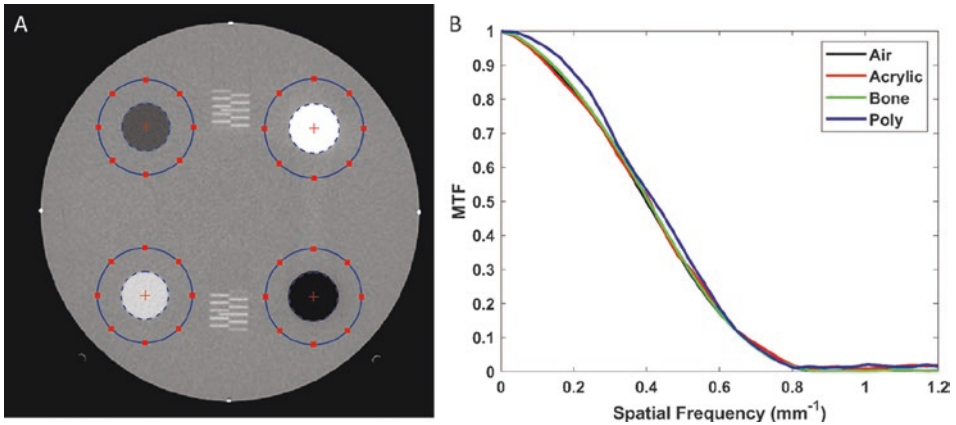 A
B
1
0.9
0.8
0.7
0.6
0.5
0.4
0.3
0.2
0.1
0
MTF
Air
Acrylic
Bone
Poly
0 0.2 0.4 0.6 0.8 1 1.2
Spatial Frequency (mm⁻¹)